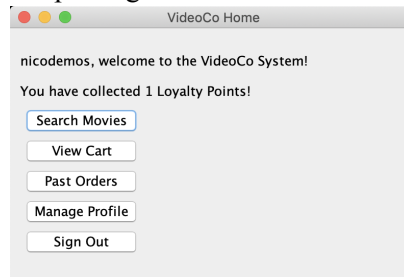 VideoCo Home
nicodemos, welcome to the VideoCo System!
You have collected 1 Loyalty Points!
Search Movies
View Cart
Past Orders
Manage Profile
Sign Out